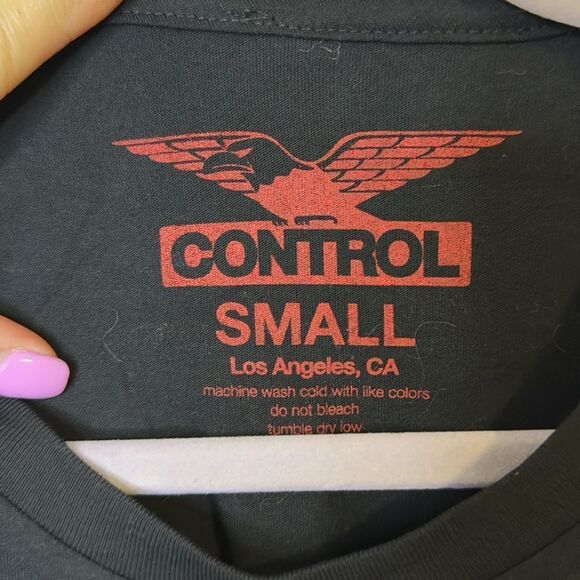 CONTROL
SMALL
Los Angeles, CA
machine wash cold with like colors
do not bleach
tumble dry low